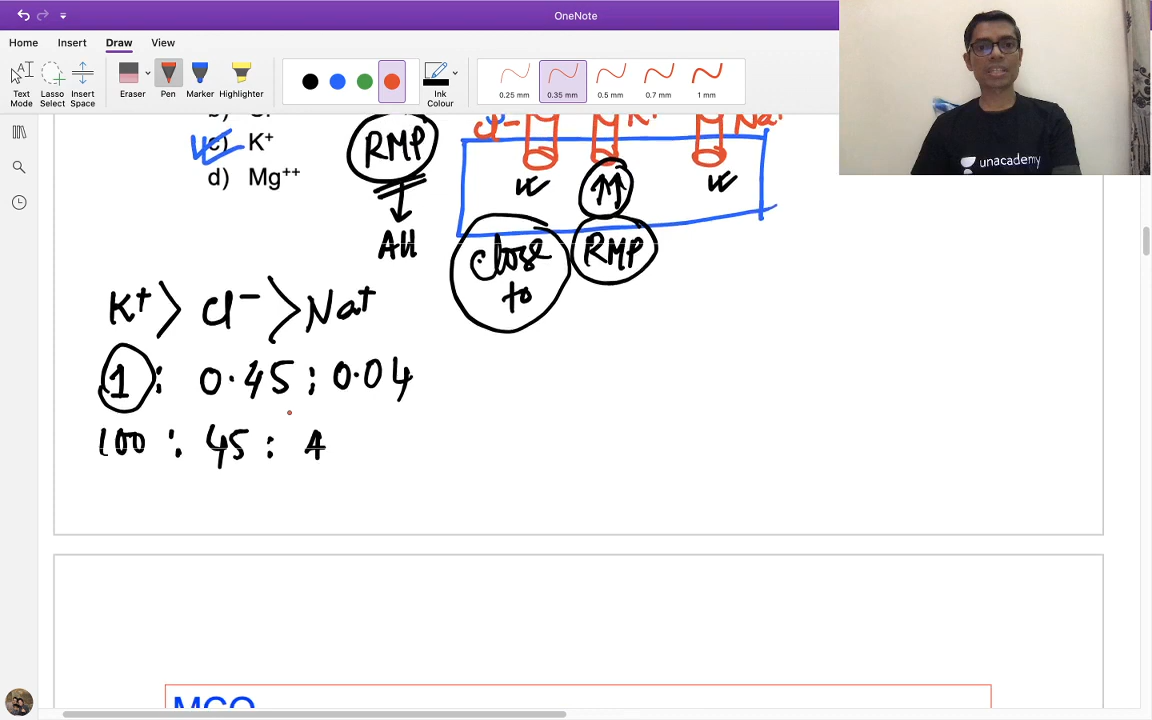 OneNote
Home Insert Draw View
Text Mode
Lasso Select
Insert Space
Eraser
Pen
Marker
Highlighter
Ink Colour
0.25 mm
0.35 mm
0.5 mm
0.7 mm
1 mm
unacademy
c) K⁺
d) Mg⁺⁺
RMP
↓
AH
Cl⁻ K⁺ Na⁺
↑↑
Close to RMP
K⁺ > Cl⁻ > Na⁺
1 : 0.45 : 0.04
100 : 45 : 4
MCQ